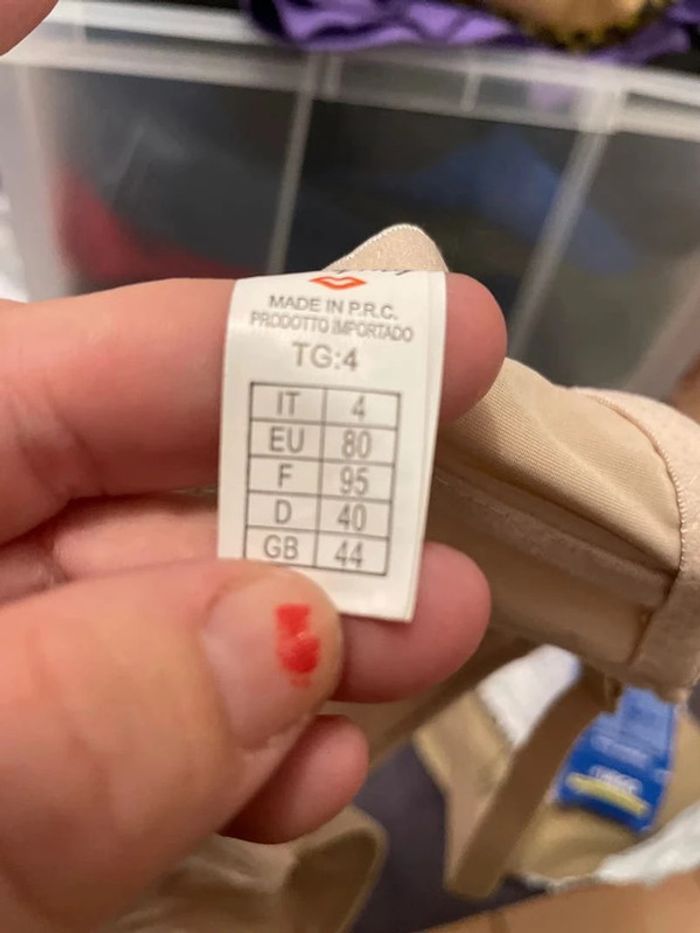 MADE IN P.R.C.
PRODOTTO IMPORTADO
TG:4
IT 4
EU 80
F 95
D 40
GB 44